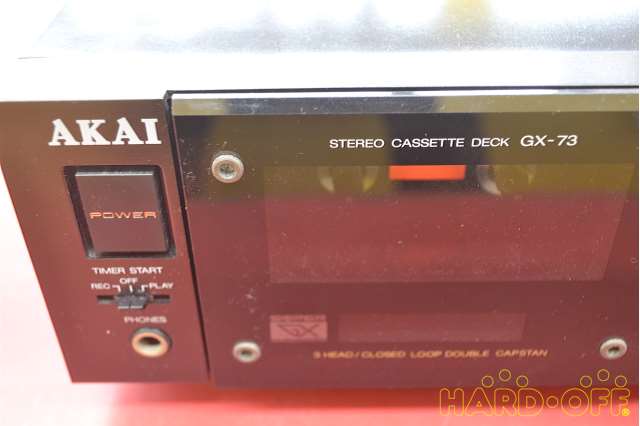 AKAI
STEREO CASSETTE DECK GX-73
POWER
TIMER START
OFF
REC PLAY
PHONES
GX
3 HEAD/CLOSED LOOP DOUBLE CAPSTAN
HARD·OFF